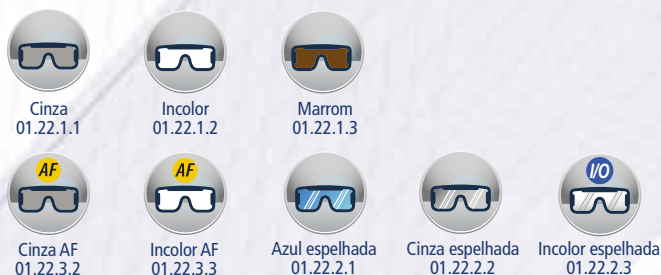 Cinza
01.22.1.1
Incolor
01.22.1.2
Marrom
01.22.1.3
AF
Cinza AF
01.22.3.2
AF
Incolor AF
01.22.3.3
Azul espelhada
01.22.2.1
Cinza espelhada
01.22.2.2
I/O
Incolor espelhada
01.22.2.3